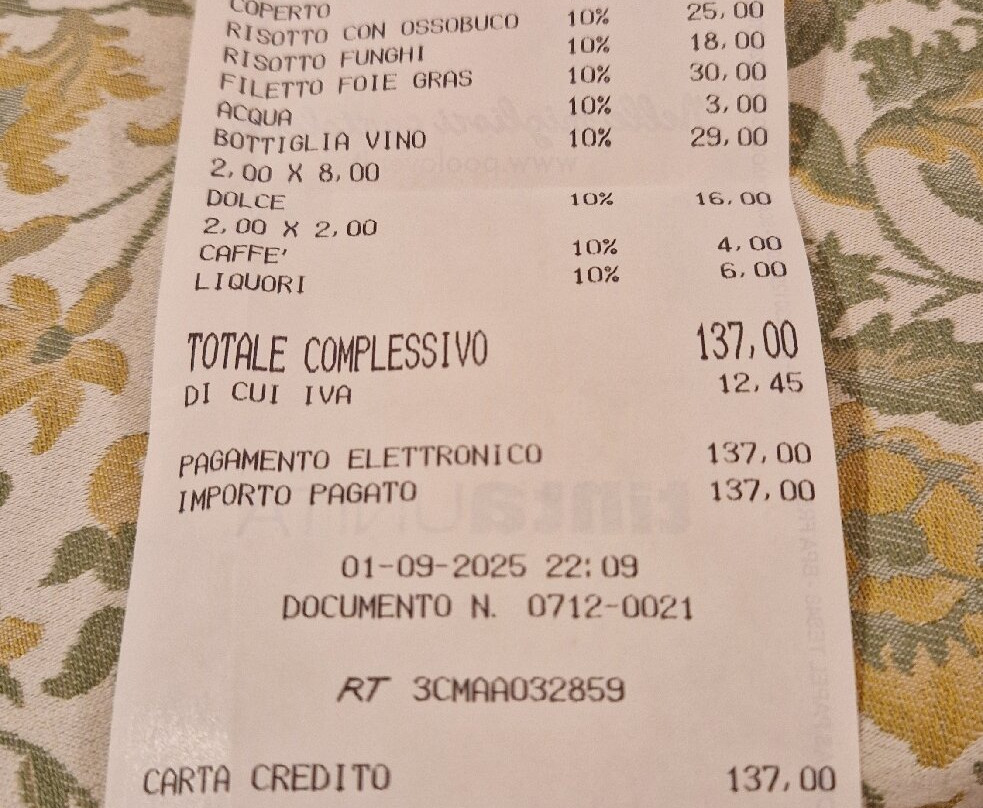 COPERTO
RISOTTO CON OSSOBUCO 10% 25,00
RISOTTO FUNGHI 10% 18,00
FILETTO FOIE GRAS 10% 30,00
ACQUA 10% 3,00
BOTTIGLIA VINO 10% 29,00
2,00 X 8,00
DOLCE 10% 16,00
2,00 X 2,00
CAFFE' 10% 4,00
LIQUORI 10% 6,00
TOTALE COMPLESSIVO 137,00
DI CUI IVA 12,45
PAGAMENTO ELETTRONICO 137,00
IMPORTO PAGATO 137,00
01-09-2025 22:09
DOCUMENTO N. 0712-0021
RT 3CMAA032859
CARTA CREDITO 137,00